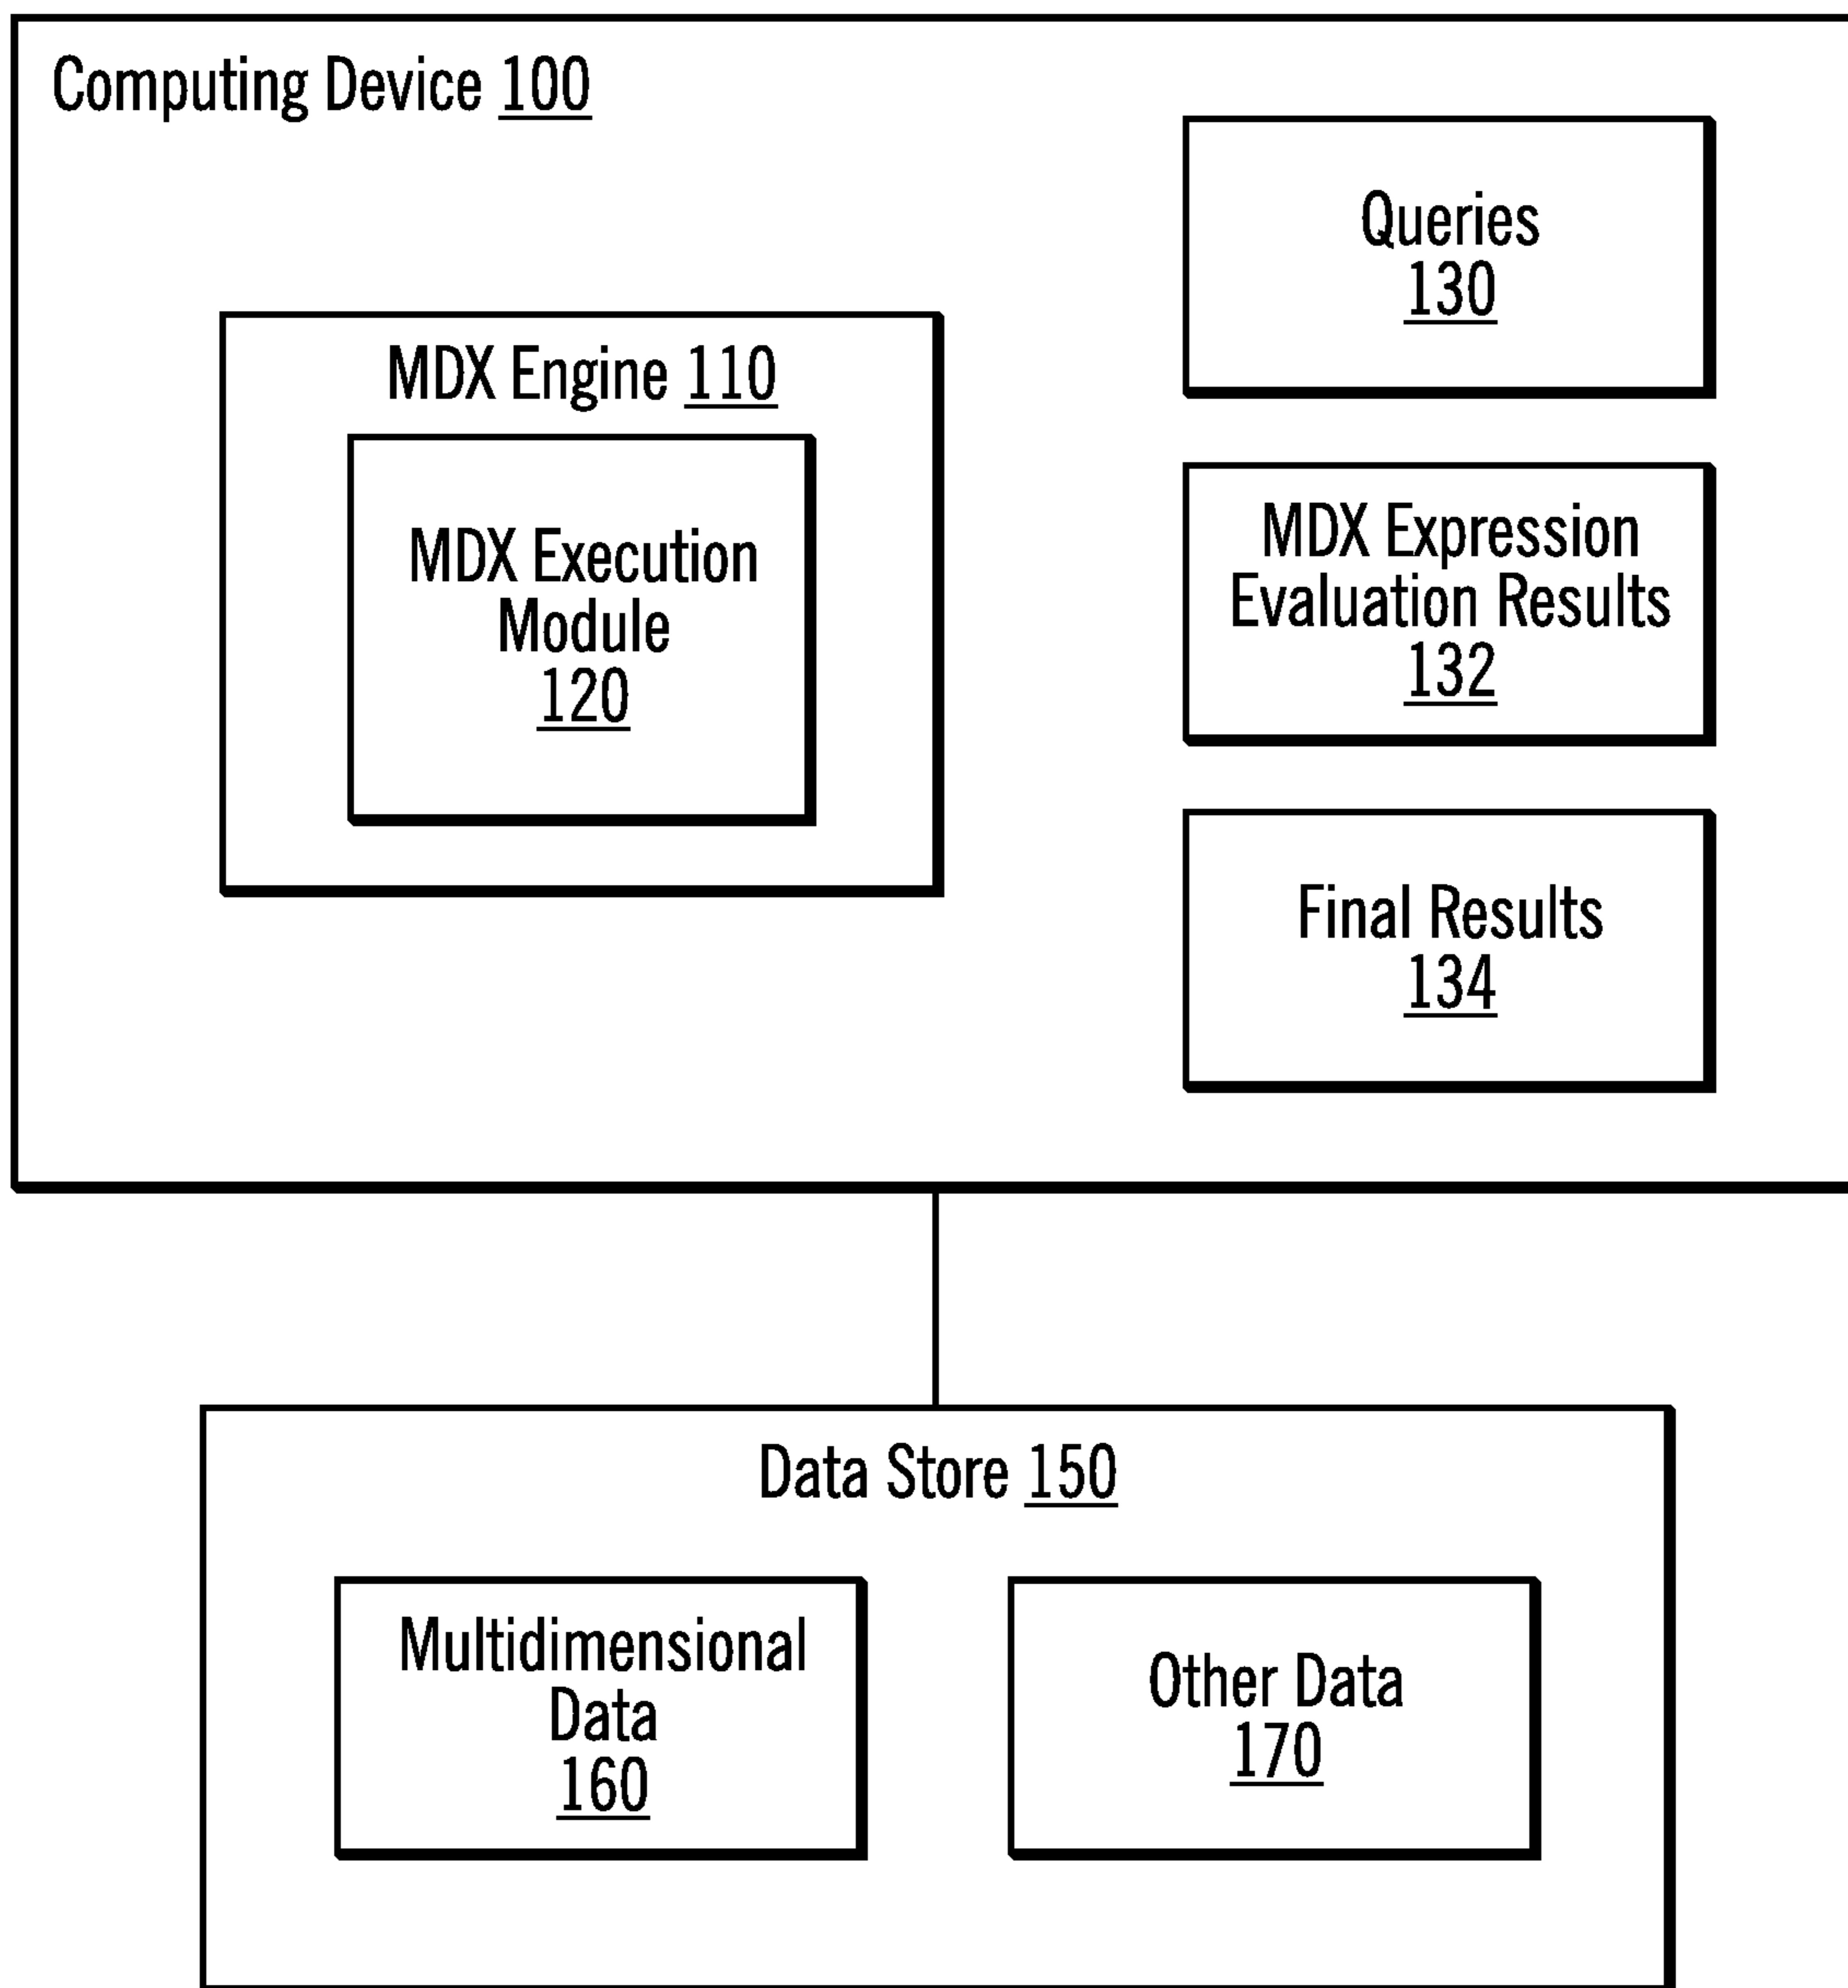 Computing Device 100
MDX Engine 110
MDX Execution
Module
120
Queries
130
MDX Expression
Evaluation Results
132
Final Results
134
Data Store 150
Multidimensional
Data
160
Other Data
170